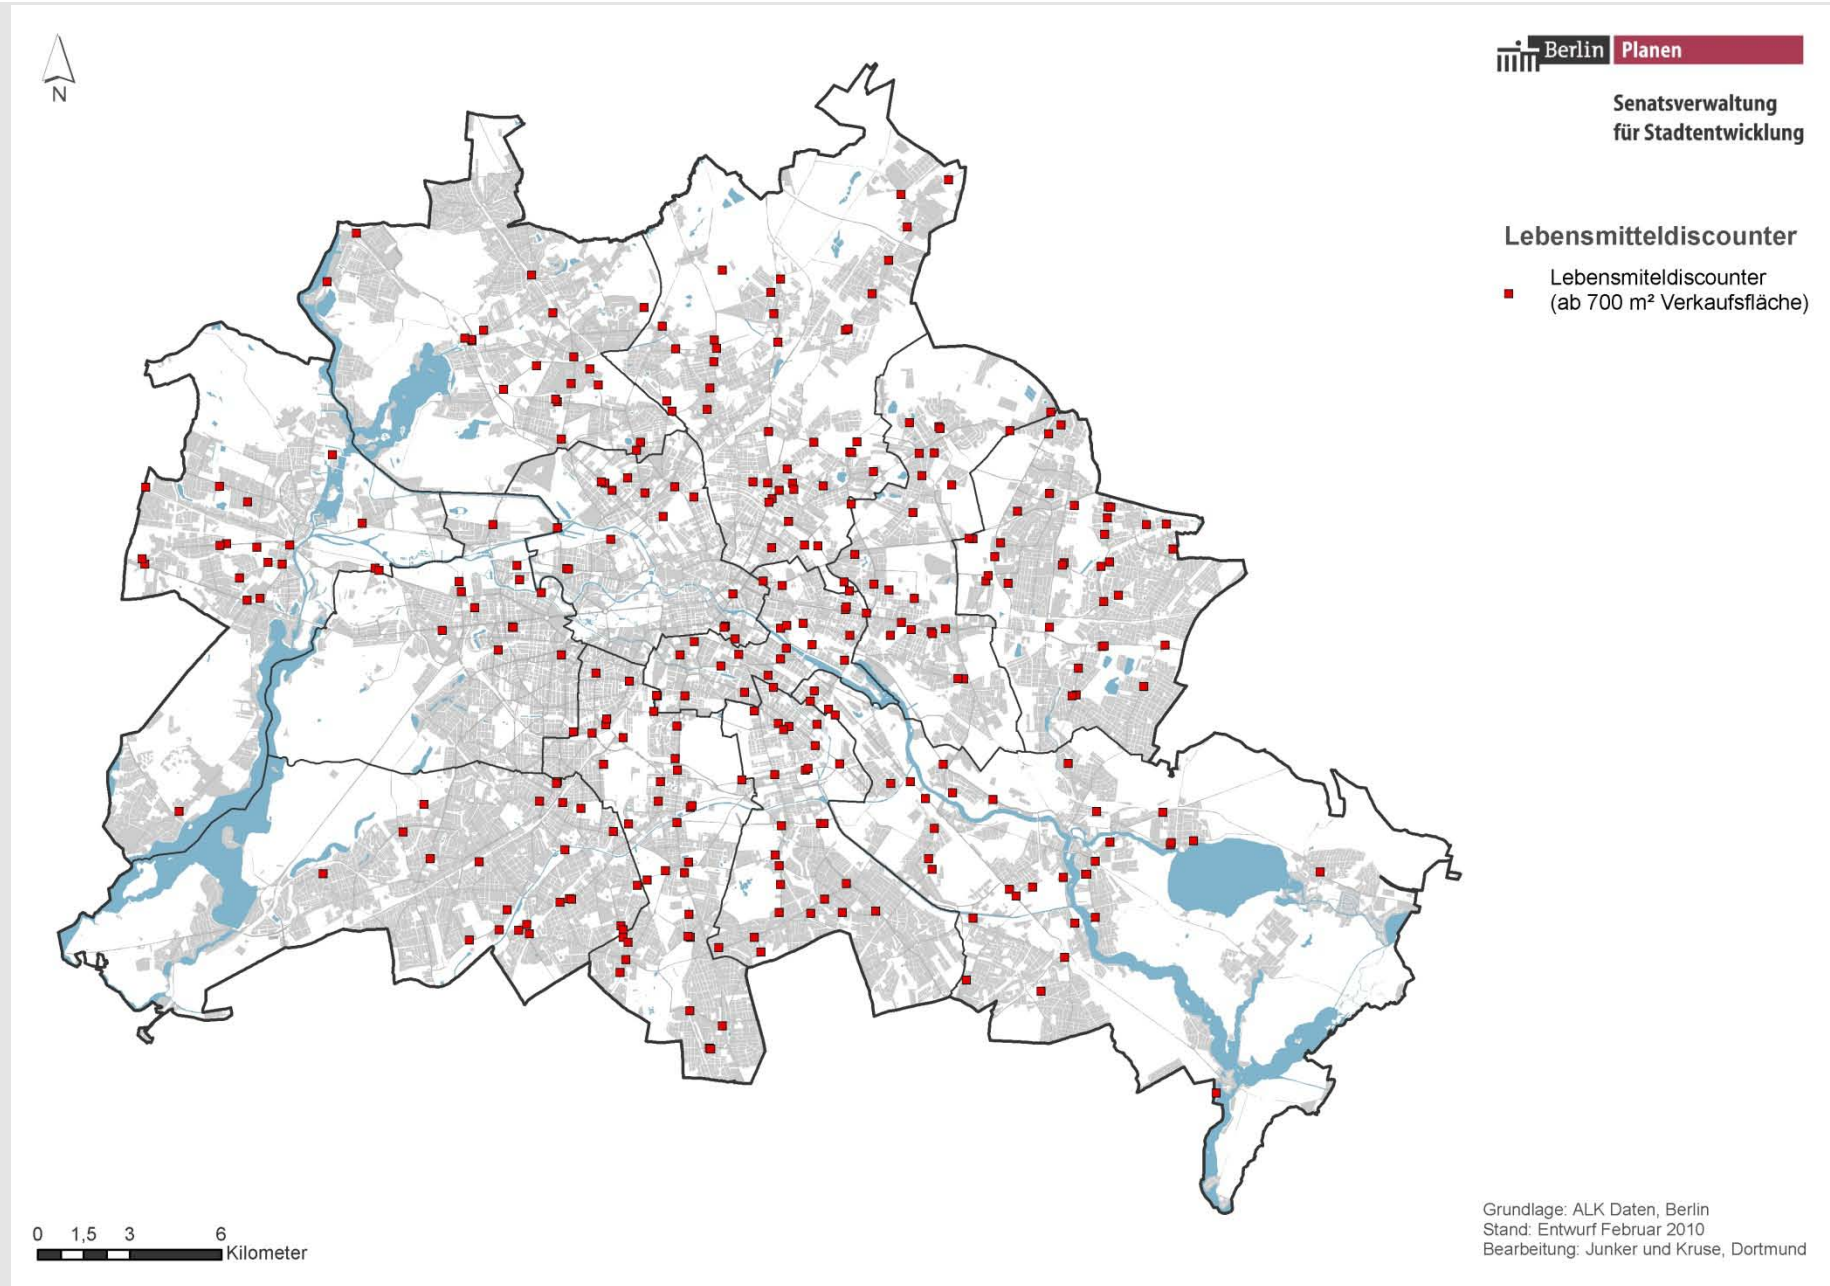 N
Berlin Planen
Senatsverwaltung
für Stadtentwicklung
Lebensmitteldiscounter
Lebensmiteldiscounter
(ab 700 m² Verkaufsfläche)
0 1,5 3 6
Kilometer
Grundlage: ALK Daten, Berlin
Stand: Entwurf Februar 2010
Bearbeitung: Junker und Kruse, Dortmund